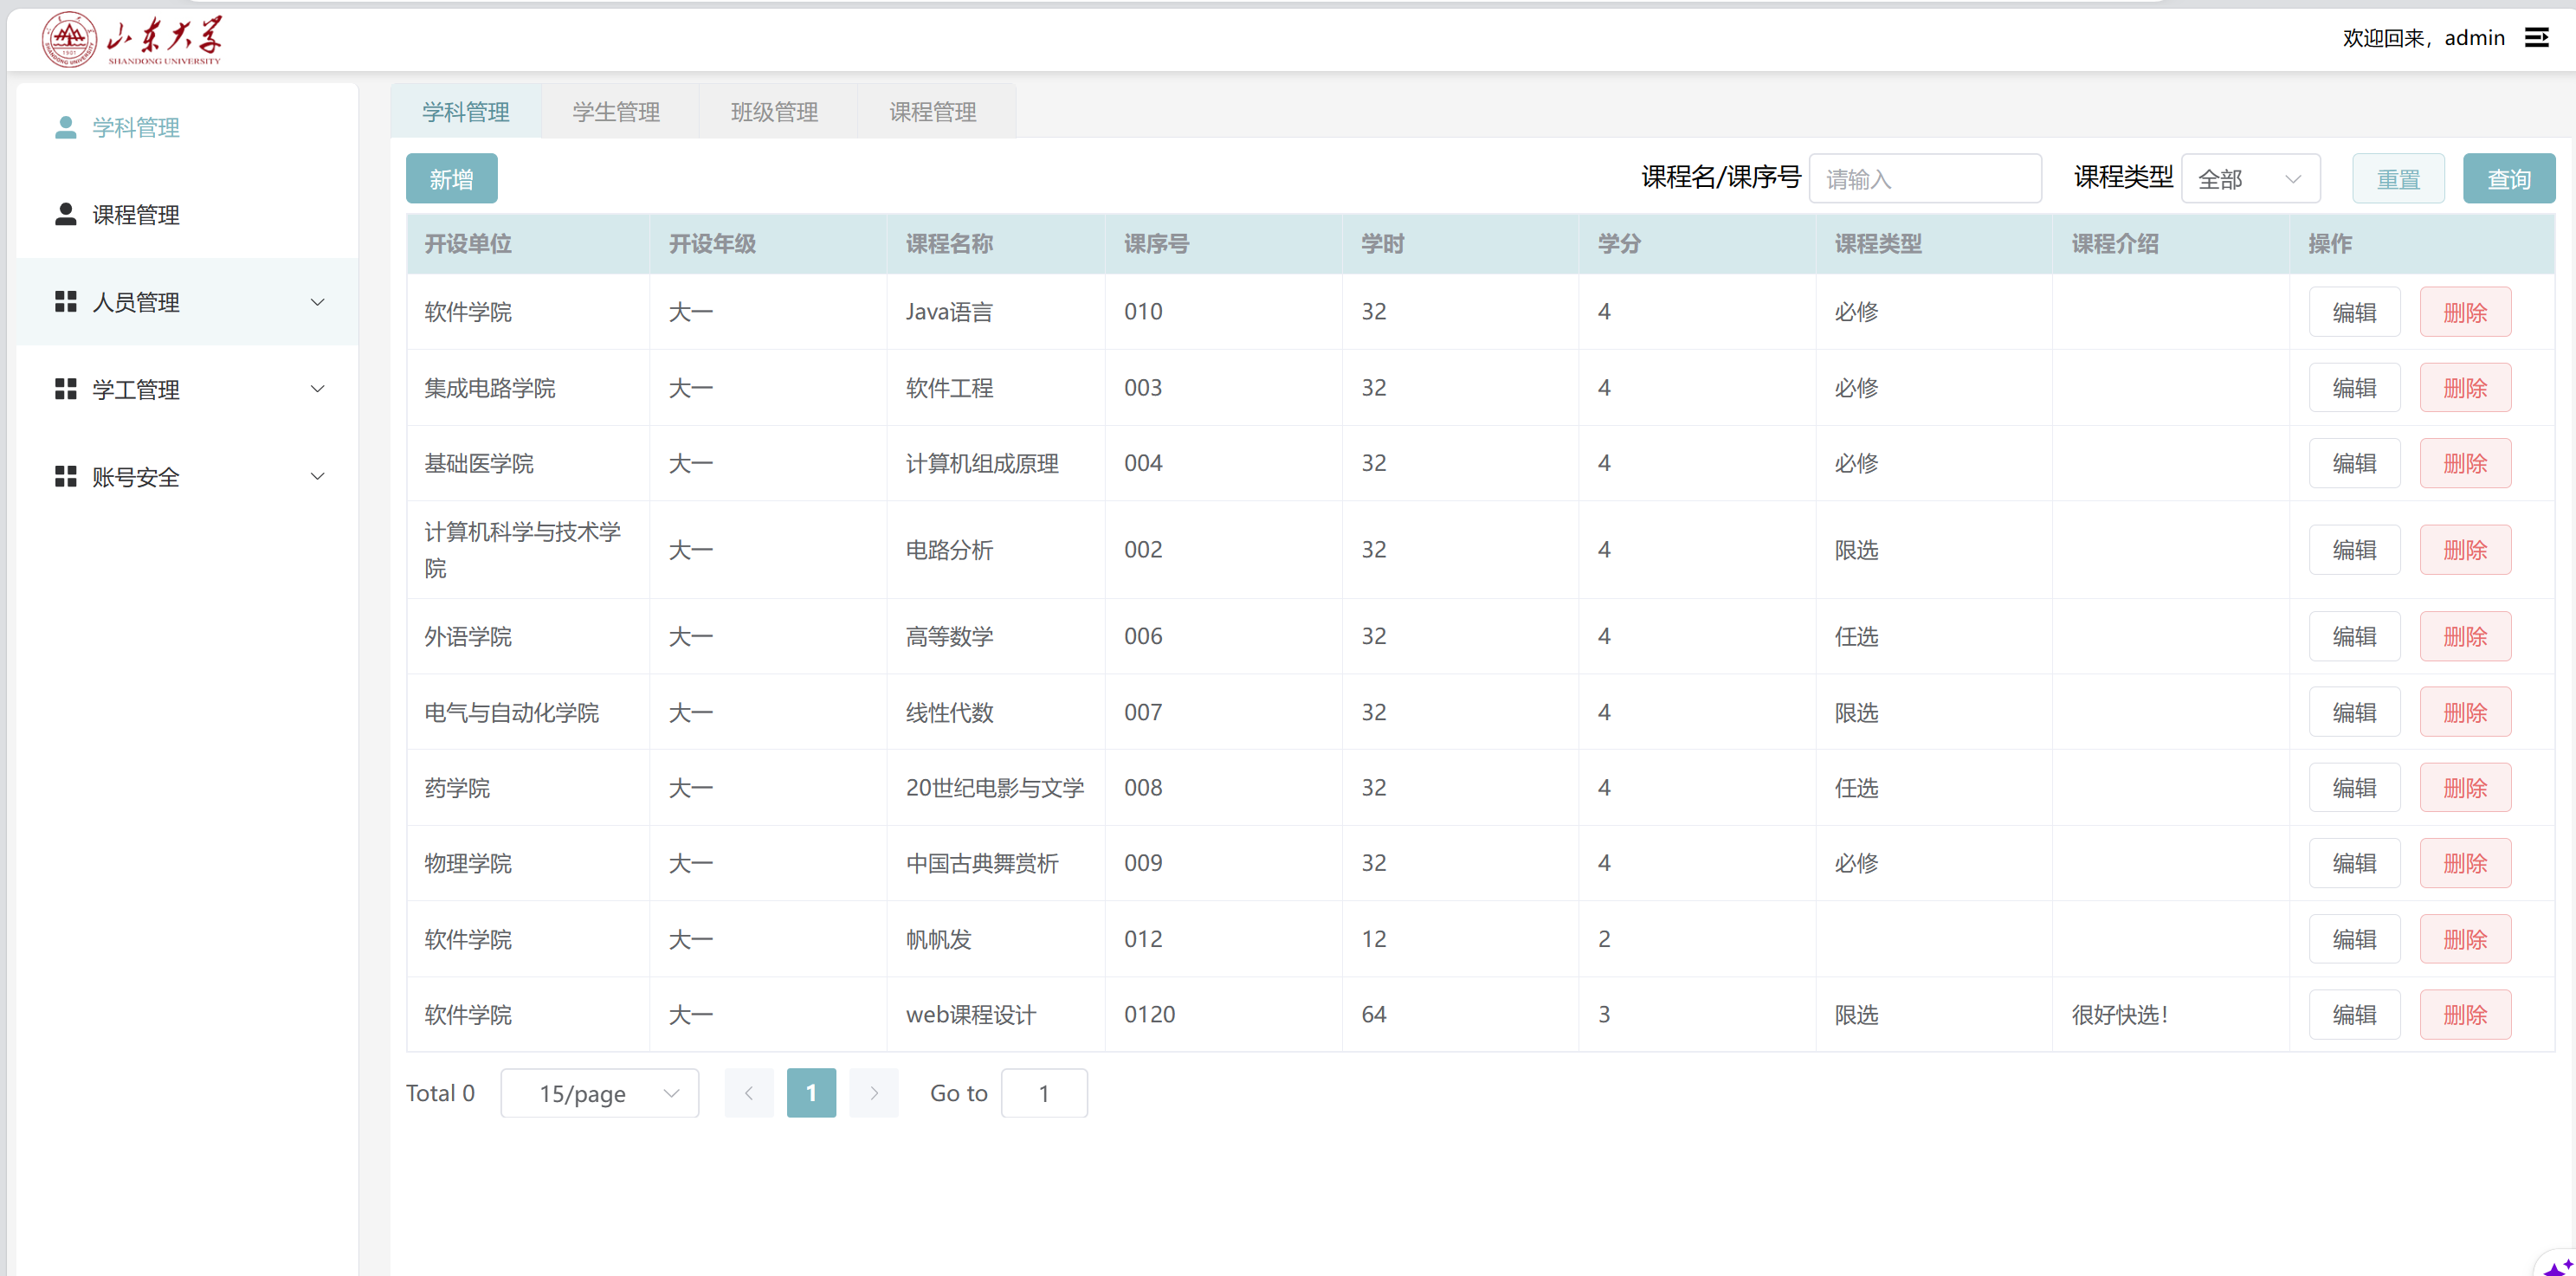 山东大学
SHANDONG UNIVERSITY
欢迎回来，admin
学科管理
课程管理
人员管理
学工管理
账号安全
学科管理 学生管理 班级管理 课程管理
新增 课程名/课序号 请输入 课程类型 全部 重置 查询
开设单位 开设年级 课程名称 课序号 学时 学分 课程类型 课程介绍 操作
软件学院 大一 Java语言 010 32 4 必修 编辑 删除
集成电路学院 大一 软件工程 003 32 4 必修 编辑 删除
基础医学院 大一 计算机组成原理 004 32 4 必修 编辑 删除
计算机科学与技术学
院 大一 电路分析 002 32 4 限选 编辑 删除
外语学院 大一 高等数学 006 32 4 任选 编辑 删除
电气与自动化学院 大一 线性代数 007 32 4 限选 编辑 删除
药学院 大一 20世纪电影与文学 008 32 4 任选 编辑 删除
物理学院 大一 中国古典舞赏析 009 32 4 必修 编辑 删除
软件学院 大一 帆帆发 012 12 2 编辑 删除
软件学院 大一 web课程设计 0120 64 3 限选 很好快选！ 编辑 删除
Total 0 15/page 1 Go to 1